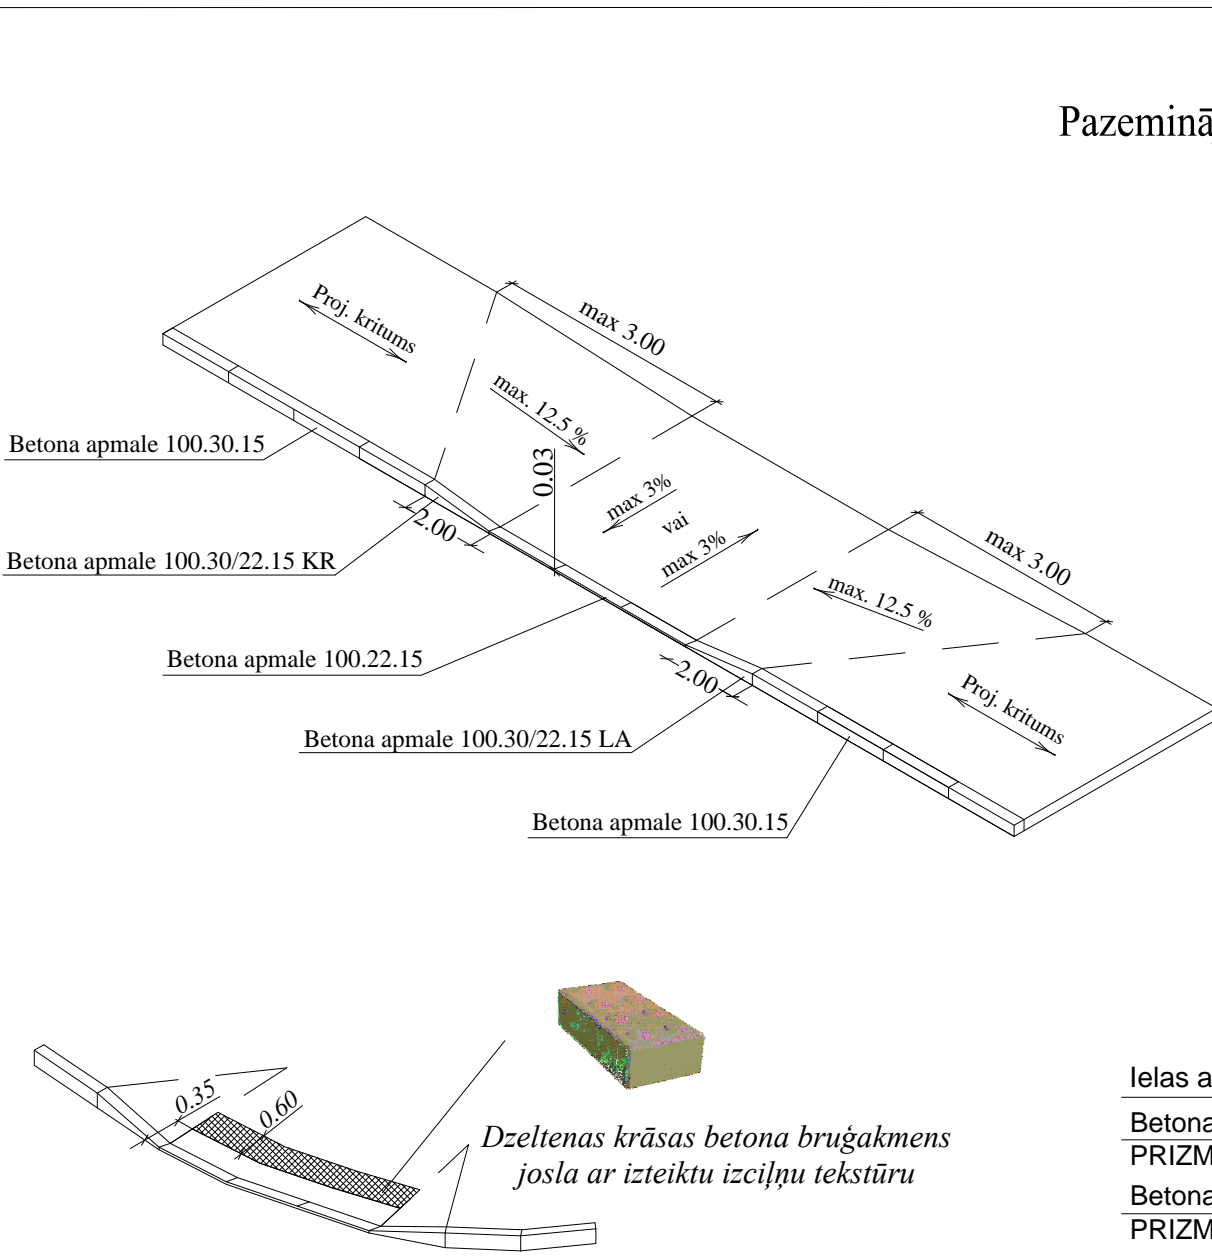 Pazemināj
Proj. kritums
max 3.00
max. 12.5 %
Betona apmale 100.30.15
0.03
max 3%
vai
max 3%
2.00
max 3.00
Betona apmale 100.30/22.15 KR
max. 12.5 %
Betona apmale 100.22.15
2.00
Proj. kritums
Betona apmale 100.30/22.15 LA
Betona apmale 100.30.15
0.35
0.60
Dzeltenas krāsas betona bruģakmens
josla ar izteiktu izciļņu tekstūru
Ielas a
Betona
PRIZM
Betona
PRIZM